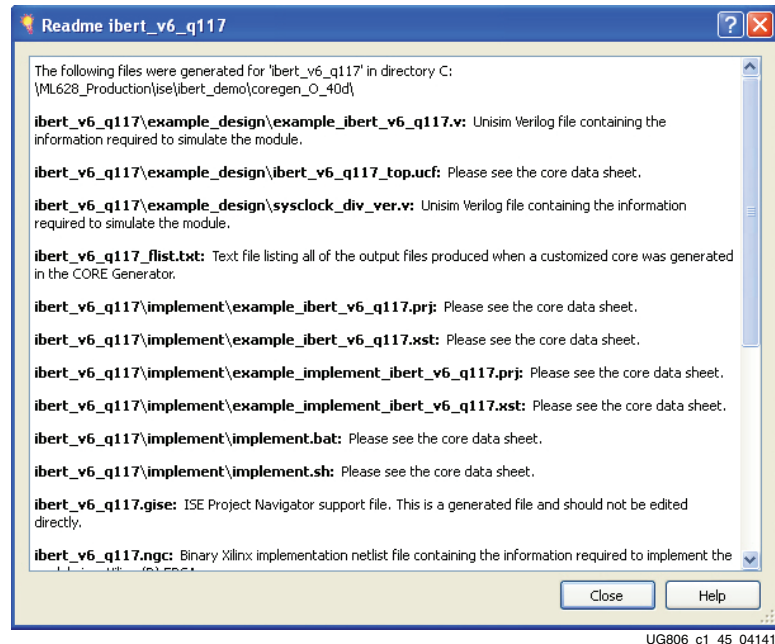 Readme ibert_v6_q117
The following files were generated for 'ibert_v6_q117' in directory C:
\ML628_Production\ise\ibert_demo\coregen_O_40d\
ibert_v6_q117\example_design\example_ibert_v6_q117.v: Unisim Verilog file containing the
information required to simulate the module.
ibert_v6_q117\example_design\ibert_v6_q117_top.ucf: Please see the core data sheet.
ibert_v6_q117\example_design\sysclock_div_ver.v: Unisim Verilog file containing the information
required to simulate the module.
ibert_v6_q117_flist.txt: Text file listing all of the output files produced when a customized core was generated
in the CORE Generator.
ibert_v6_q117\implement\example_ibert_v6_q117.prj: Please see the core data sheet.
ibert_v6_q117\implement\example_ibert_v6_q117.xst: Please see the core data sheet.
ibert_v6_q117\implement\example_implement_ibert_v6_q117.prj: Please see the core data sheet.
ibert_v6_q117\implement\example_implement_ibert_v6_q117.xst: Please see the core data sheet.
ibert_v6_q117\implement\implement.bat: Please see the core data sheet.
ibert_v6_q117\implement\implement.sh: Please see the core data sheet.
ibert_v6_q117.gise: ISE Project Navigator support file. This is a generated file and should not be edited
directly.
ibert_v6_q117.ngc: Binary Xilinx implementation netlist file containing the information required to implement the
Close Help
UG806_c1_45_04141